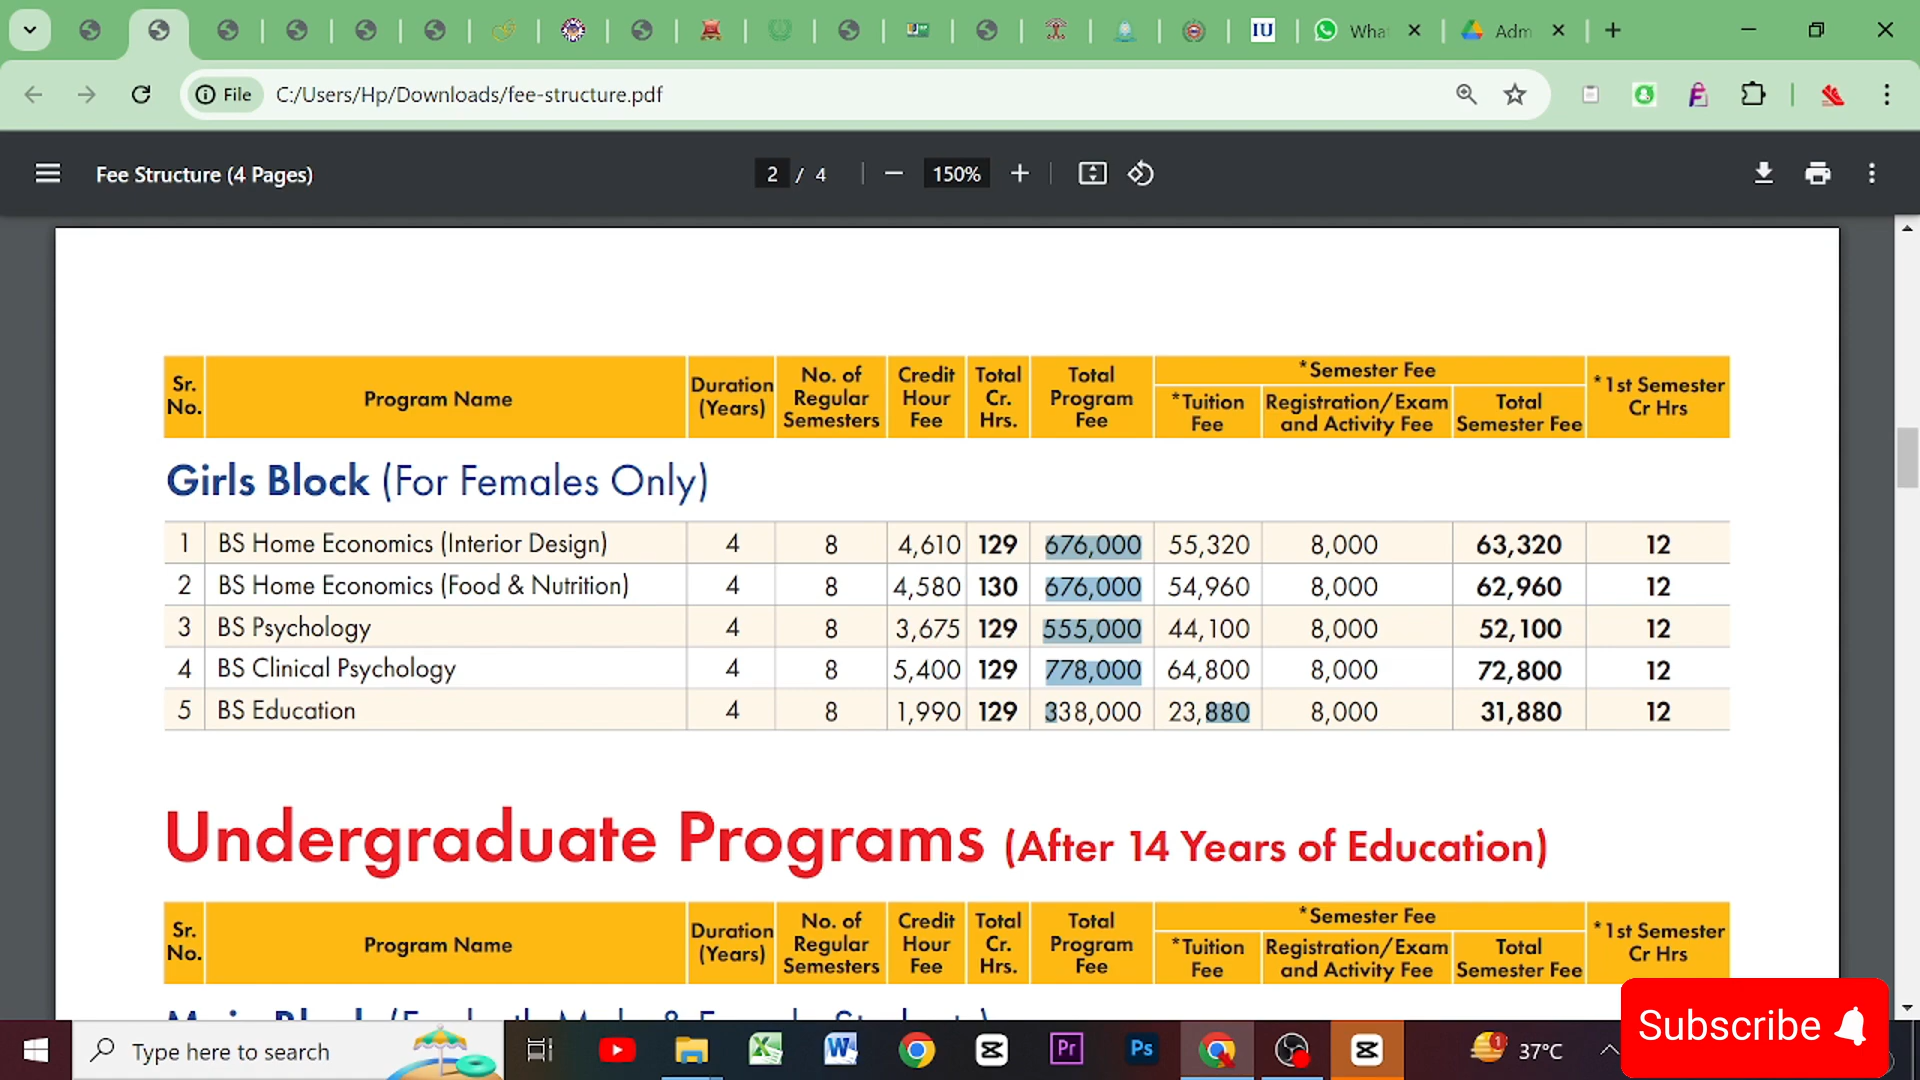 IU
Wha
Adm
File
C:/Users/Hp/Downloads/fee-structure.pdf
Fee Structure (4 Pages)
2 / 4
150%
Sr. No.
Program Name
Duration (Years)
No. of Regular Semesters
Credit Hour Fee
Total Cr. Hrs.
Total Program Fee
*Semester Fee
*Tuition Fee
Registration/Exam and Activity Fee
Total Semester Fee
*1st Semester Cr Hrs
Girls Block (For Females Only)
1 BS Home Economics (Interior Design) 4 8 4,610 129 676,000 55,320 8,000 63,320 12
2 BS Home Economics (Food & Nutrition) 4 8 4,580 130 676,000 54,960 8,000 62,960 12
3 BS Psychology 4 8 3,675 129 555,000 44,100 8,000 52,100 12
4 BS Clinical Psychology 4 8 5,400 129 778,000 64,800 8,000 72,800 12
5 BS Education 4 8 1,990 129 338,000 23,880 8,000 31,880 12
Undergraduate Programs (After 14 Years of Education)
Sr. No.
Program Name
Duration (Years)
No. of Regular Semesters
Credit Hour Fee
Total Cr. Hrs.
Total Program Fee
*Semester Fee
*Tuition Fee
Registration/Exam and Activity Fee
Total Semester Fee
*1st Semester Cr Hrs
Subscribe
Type here to search
Pr
Ps
1
37°C